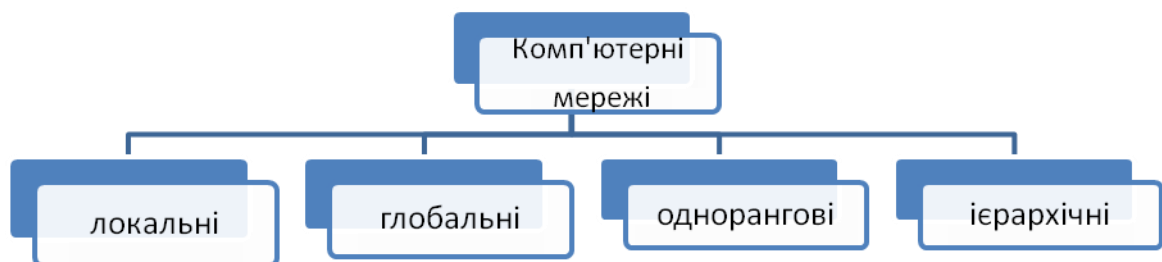 Комп'ютерні
мережі
локальні
глобальні
однорангові
ієрархічні